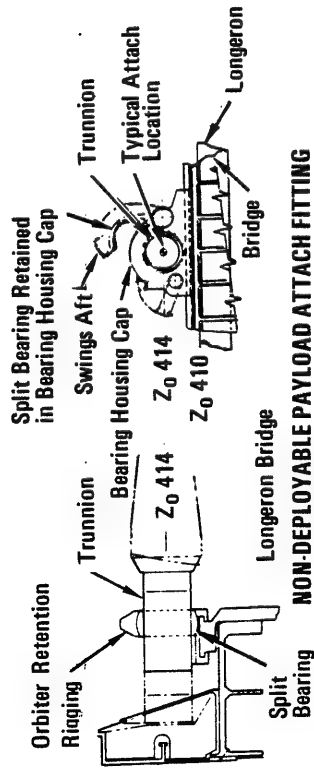 Orbiter Retention
Rigging
Trunnion
Z₀ 414
Split
Bearing
Longeron Bridge
Split Bearing Retained
in Bearing Housing Cap
Swings Aft
Bearing Housing Cap
Z₀ 414
Z₀ 410
Trunnion
Typical Attach
Location
Longeron
Bridge
NON-DEPLOYABLE PAYLOAD ATTACH FITTING